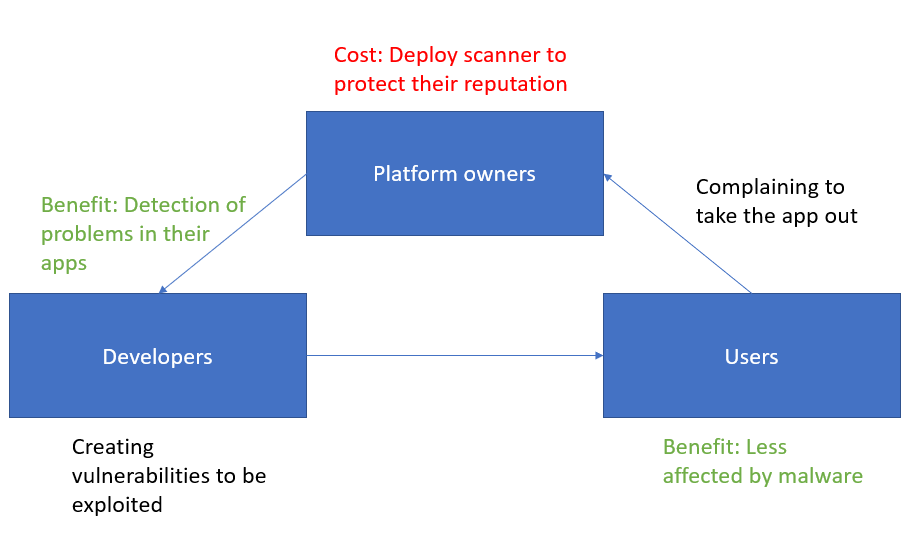 Cost: Deploy scanner to
protect their reputation
Platform owners
Complaining to
take the app out
Benefit: Detection of
problems in their
apps
Developers
Users
Creating
vulnerabilities to be
exploited
Benefit: Less
affected by malware